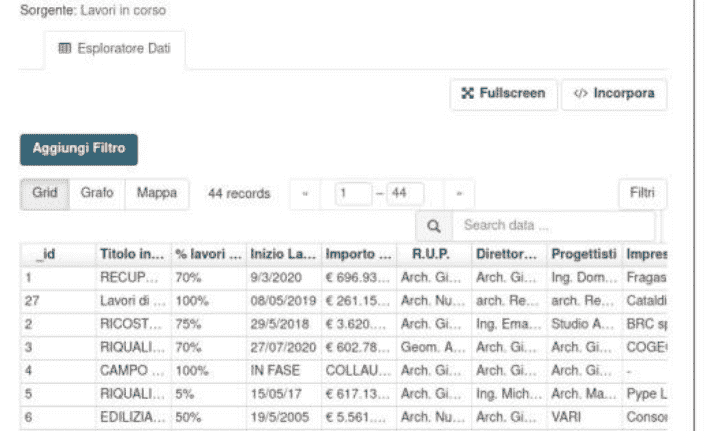 Sorgente: Lavori in corso
Esploratore Dati
Fullscreen
</> Incorpora
Aggiungi Filtro
Grid Grafo Mappa 44 records « 1 – 44 » Filtri
Search data ...
_id Titolo in... % lavori ... Inizio La... Importo ... R.U.P. Direttor... Progettisti Impres
1 RECUP... 70% 9/3/2020 € 696.93... Arch. Gi... Arch. Gi... Ing. Dom... Fragas
27 Lavori di ... 100% 08/05/2019 € 261.15... Arch. Nu... arch. Re... arch. Re... Cataldi
2 RICOST... 75% 29/5/2018 € 3.620.... Arch. Gi... Ing. Ema... Studio A... BRC sp
3 RIQUALI... 70% 27/07/2020 € 602.78... Geom. A... Arch. Gi... Arch. Gi... COGE
4 CAMPO ... 100% IN FASE COLLAU... Arch. Gi... Arch. Gi... Arch. Gi... -
5 RIQUALI... 5% 15/05/17 € 617.13... Arch. Gi... Ing. Mich... Arch. Ma... Pype L
6 EDILIZIA... 50% 19/5/2005 € 5.561.... Arch. Nu... Arch. Gi... VARI Consor